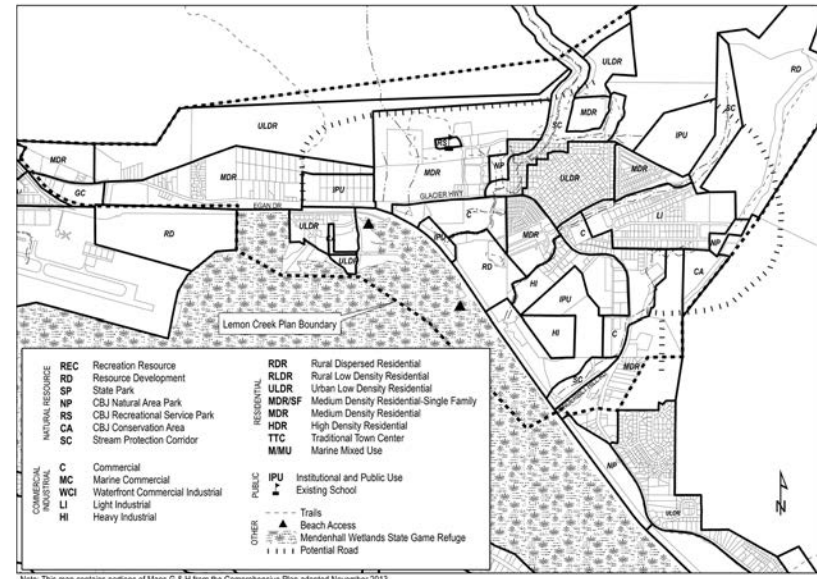 ULDR
RD
ULDR
SC
MDR
SC
IPU
RS
MDR
ULDR
NP
MDR
MDR
IPU
MDR
ULDR
GC
GLACIER HWY
EGAN DR
C
LI
ULDR
IPU
MDR
C
RD
NP
RD
CA
ULDR
HI
IPU
Lemon Creek Plan Boundary
HI
C
SC
MDR
NP
ULDR
NATURAL RESOURCE
REC Recreation Resource
RD Resource Development
SP State Park
NP CBJ Natural Area Park
RS CBJ Recreational Service Park
CA CBJ Conservation Area
SC Stream Protection Corridor
COMMERCIAL
INDUSTRIAL
C Commercial
MC Marine Commercial
WCI Waterfront Commercial Industrial
LI Light Industrial
HI Heavy Industrial
RESIDENTIAL
RDR Rural Dispersed Residential
RLDR Rural Low Density Residential
ULDR Urban Low Density Residential
MDR/SF Medium Density Residential-Single Family
MDR Medium Density Residential
HDR High Density Residential
TTC Traditional Town Center
M/MU Marine Mixed Use
PUBLIC
IPU Institutional and Public Use
Existing School
OTHER
Trails
Beach Access
Mendenhall Wetlands State Game Refuge
Potential Road
N
Note: This map contains portions of Maps G & H from the Comprehensive Plan adopted November 2013